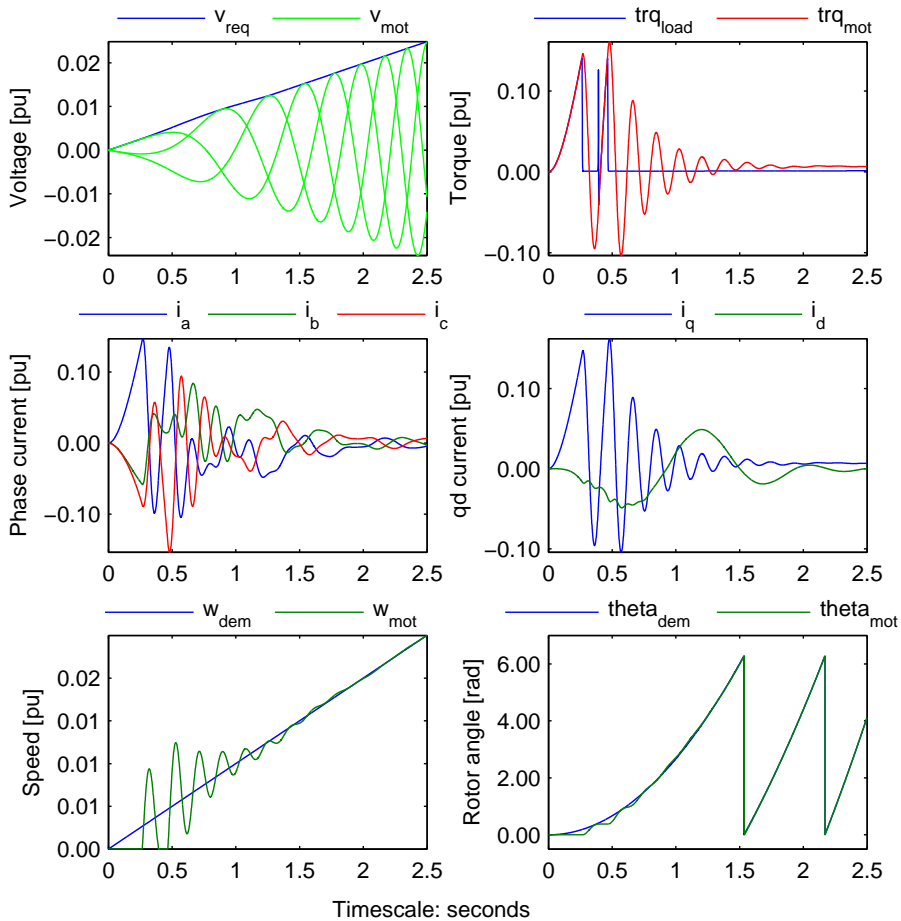 v_req v_mot
Voltage [pu]
0.02
0.01
0.00
−0.01
−0.02
0 0.5 1 1.5 2 2.5
trq_load trq_mot
Torque [pu]
0.10
0.00
−0.10
0 0.5 1 1.5 2 2.5
i_a i_b i_c
Phase current [pu]
0.10
0.00
−0.10
0 0.5 1 1.5 2 2.5
i_q i_d
qd current [pu]
0.10
0.00
−0.10
0 0.5 1 1.5 2 2.5
w_dem w_mot
Speed [pu]
0.02
0.01
0.01
0.01
0.00
0 0.5 1 1.5 2 2.5
theta_dem theta_mot
Rotor angle [rad]
6.00
4.00
2.00
0.00
0 0.5 1 1.5 2 2.5
Timescale: seconds